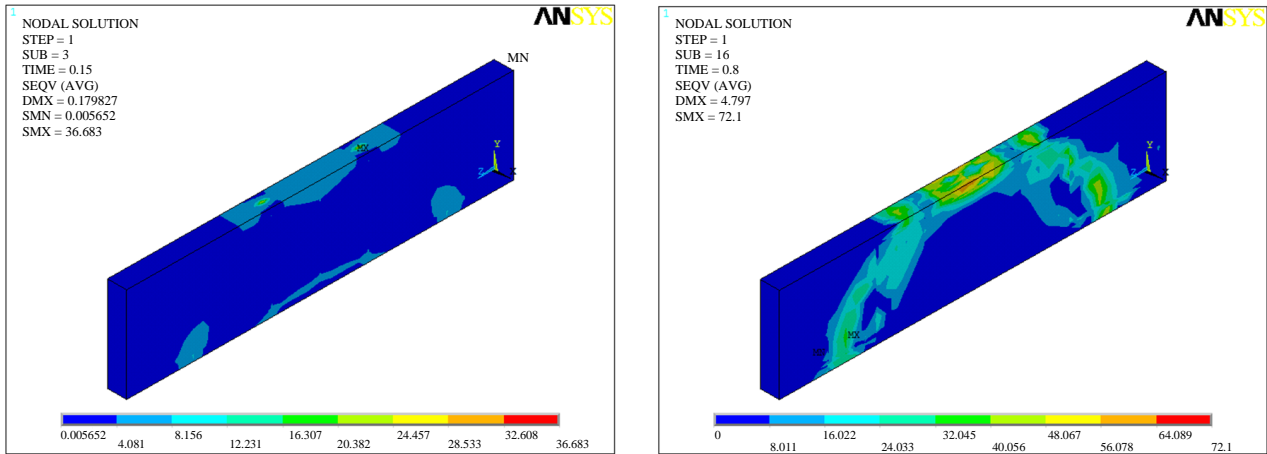 1
ANSYS
NODAL SOLUTION
STEP = 1
SUB = 3
TIME = 0.15
SEQV (AVG)
DMX = 0.179827
SMN = 0.005652
SMX = 36.683
MN
MX
Y
Z X
0.005652 8.156 16.307 24.457 32.608
4.081 12.231 20.382 28.533 36.683
1
ANSYS
NODAL SOLUTION
STEP = 1
SUB = 16
TIME = 0.8
SEQV (AVG)
DMX = 4.797
SMX = 72.1
Y
Z X
MX
MN
0 16.022 32.045 48.067 64.089
8.011 24.033 40.056 56.078 72.1